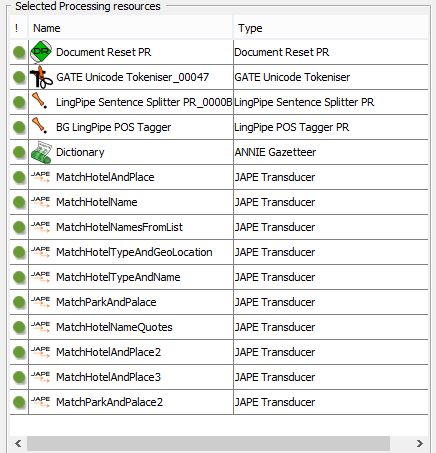 Selected Processing resources
! Name Type
Document Reset PR Document Reset PR
GATE Unicode Tokeniser_00047 GATE Unicode Tokeniser
LingPipe Sentence Splitter PR_0000B LingPipe Sentence Splitter PR
BG LingPipe POS Tagger LingPipe POS Tagger PR
Dictionary ANNIE Gazetteer
JAPE MatchHotelAndPlace JAPE Transducer
JAPE MatchHotelName JAPE Transducer
JAPE MatchHotelNamesFromList JAPE Transducer
JAPE MatchHotelTypeAndGeoLocation JAPE Transducer
JAPE MatchHotelTypeAndName JAPE Transducer
JAPE MatchParkAndPalace JAPE Transducer
JAPE MatchHotelNameQuotes JAPE Transducer
JAPE MatchHotelAndPlace2 JAPE Transducer
JAPE MatchHotelAndPlace3 JAPE Transducer
JAPE MatchParkAndPalace2 JAPE Transducer